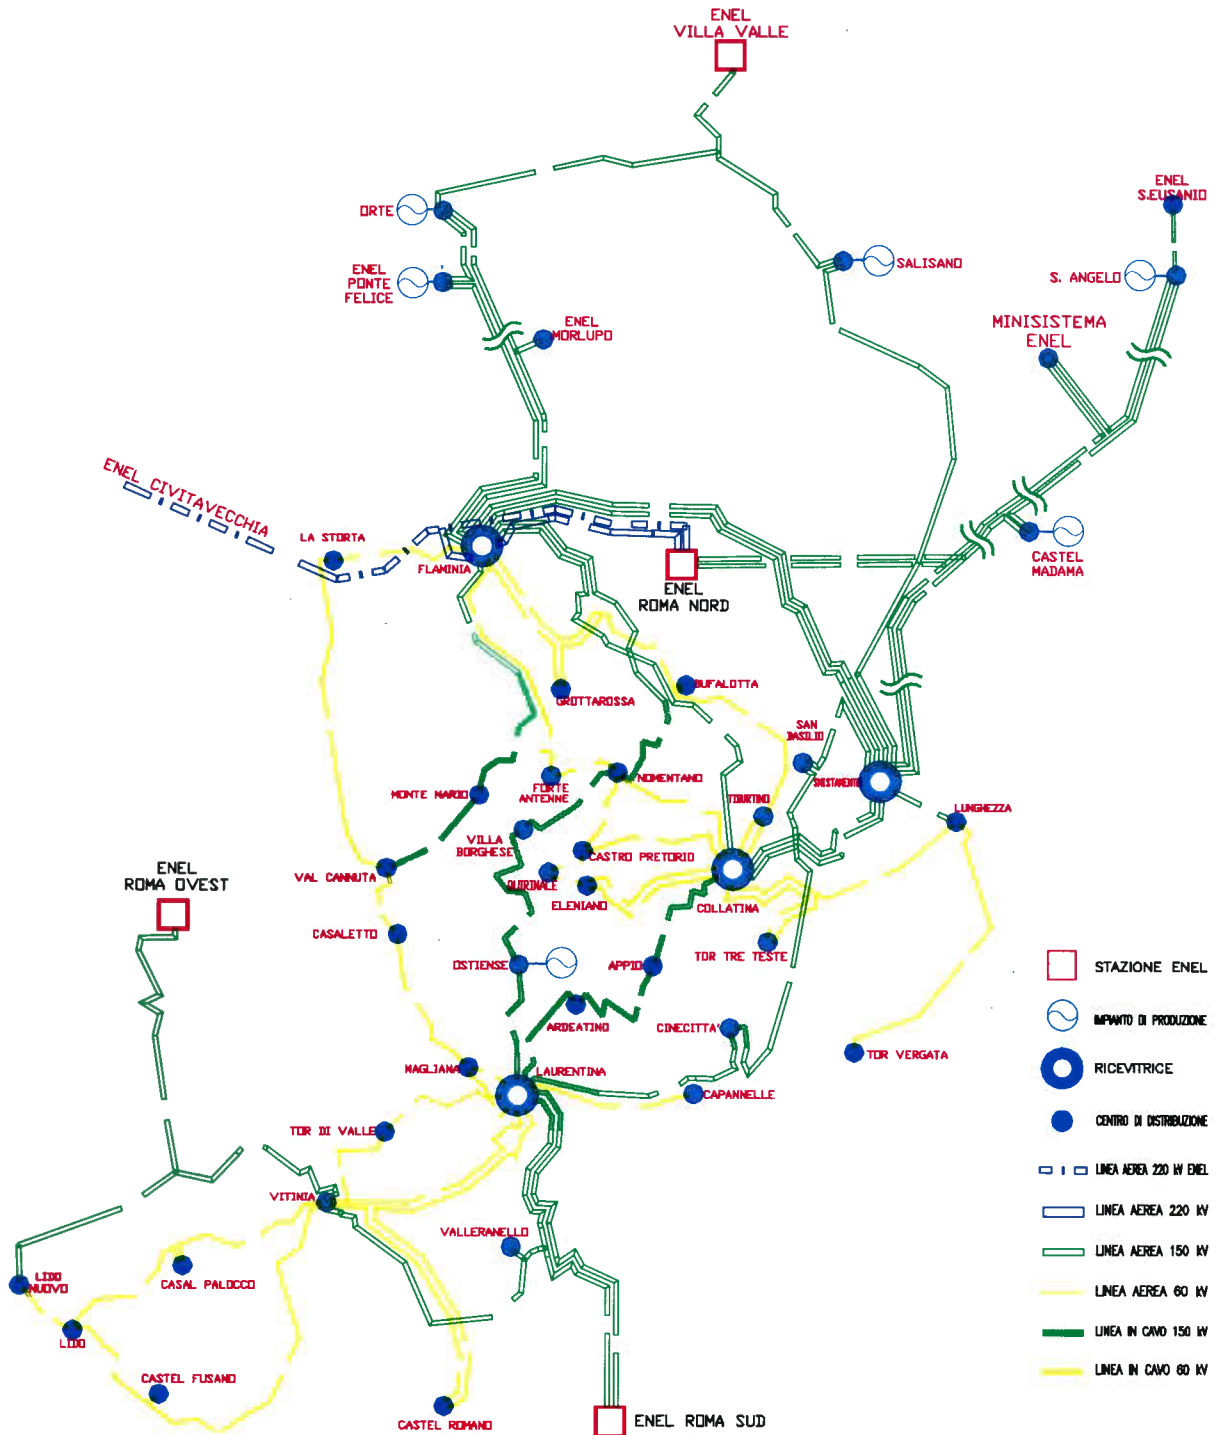 ENEL
VILLA VALLE
ENEL
S.EUSANIO
ORTE
SALISANO
ENEL
PONTE
FELICE
S. ANGELO
ENEL
MORLUPO
MINISISTEMA
ENEL
ENEL CIVITAVECCHIA
LA STORTA
FLAMINIA
CASTEL
MADAMA
ENEL
ROMA NORD
BUFALOTTA
GROTTAROSSA
SAN
BASILIO
NOMENTANO
SMISTAMENTO
FORTE
ANTENNE
MONTE MARIO
TIBURTINO
LUNGHEZZA
VILLA
BORGHESE
CASTRO PRETORIO
ENEL
ROMA OVEST
VAL CANNUTA
QUIRINALE
ELENIANO
COLLATINA
CASALETTO
TOR TRE TESTE
OSTIENSE
APPIO
STAZIONE ENEL
ARDEATINO
CINECITTA'
IMPIANTO DI PRODUZIONE
TOR VERGATA
MAGLIANA
LAURENTINA
RICEVITRICE
CAPANNELLE
TOR DI VALLE
CENTRO DI DISTRIBUZIONE
LINEA AEREA 220 kV ENEL
VITINIA
LINEA AEREA 220 kV
VALLERANELLO
LINEA AEREA 150 kV
LIDO
NUOVO
CASAL PALOCCO
LINEA AEREA 60 kV
LIDO
LINEA IN CAVO 150 kV
CASTEL FUSANO
LINEA IN CAVO 60 kV
CASTEL ROMANO
ENEL ROMA SUD